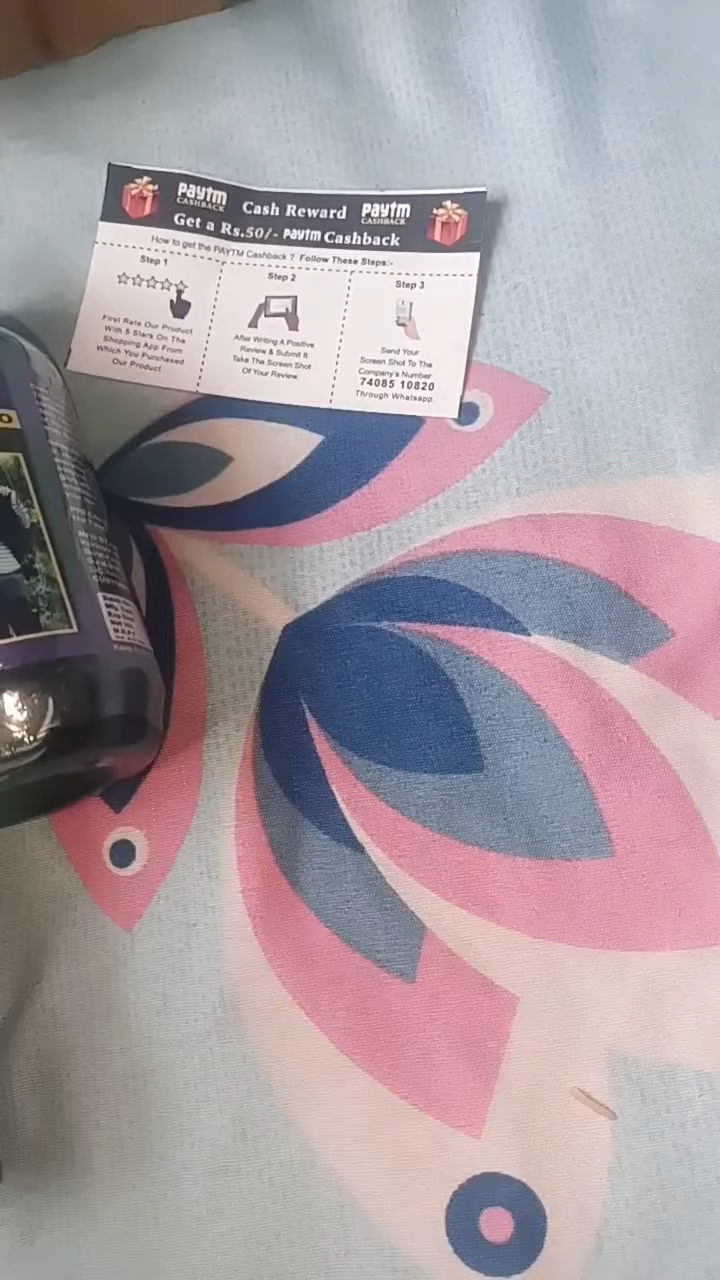 Paytm CASHBACK Cash Reward Paytm CASHBACK
Get a Rs.50/- Paytm Cashback
How to get the PAYTM Cashback ? Follow These Steps:-
Step 1
First Rate Our Product
With 5 Stars On The
Shopping App From
Which You Purchased
Our Product.
Step 2
After Writing A Positive
Review & Submit It
Take The Screen Shot
Of Your Review.
Step 3
Send Your
Screen Shot To The
Company's Number
74085 10820
Through Whatsapp.